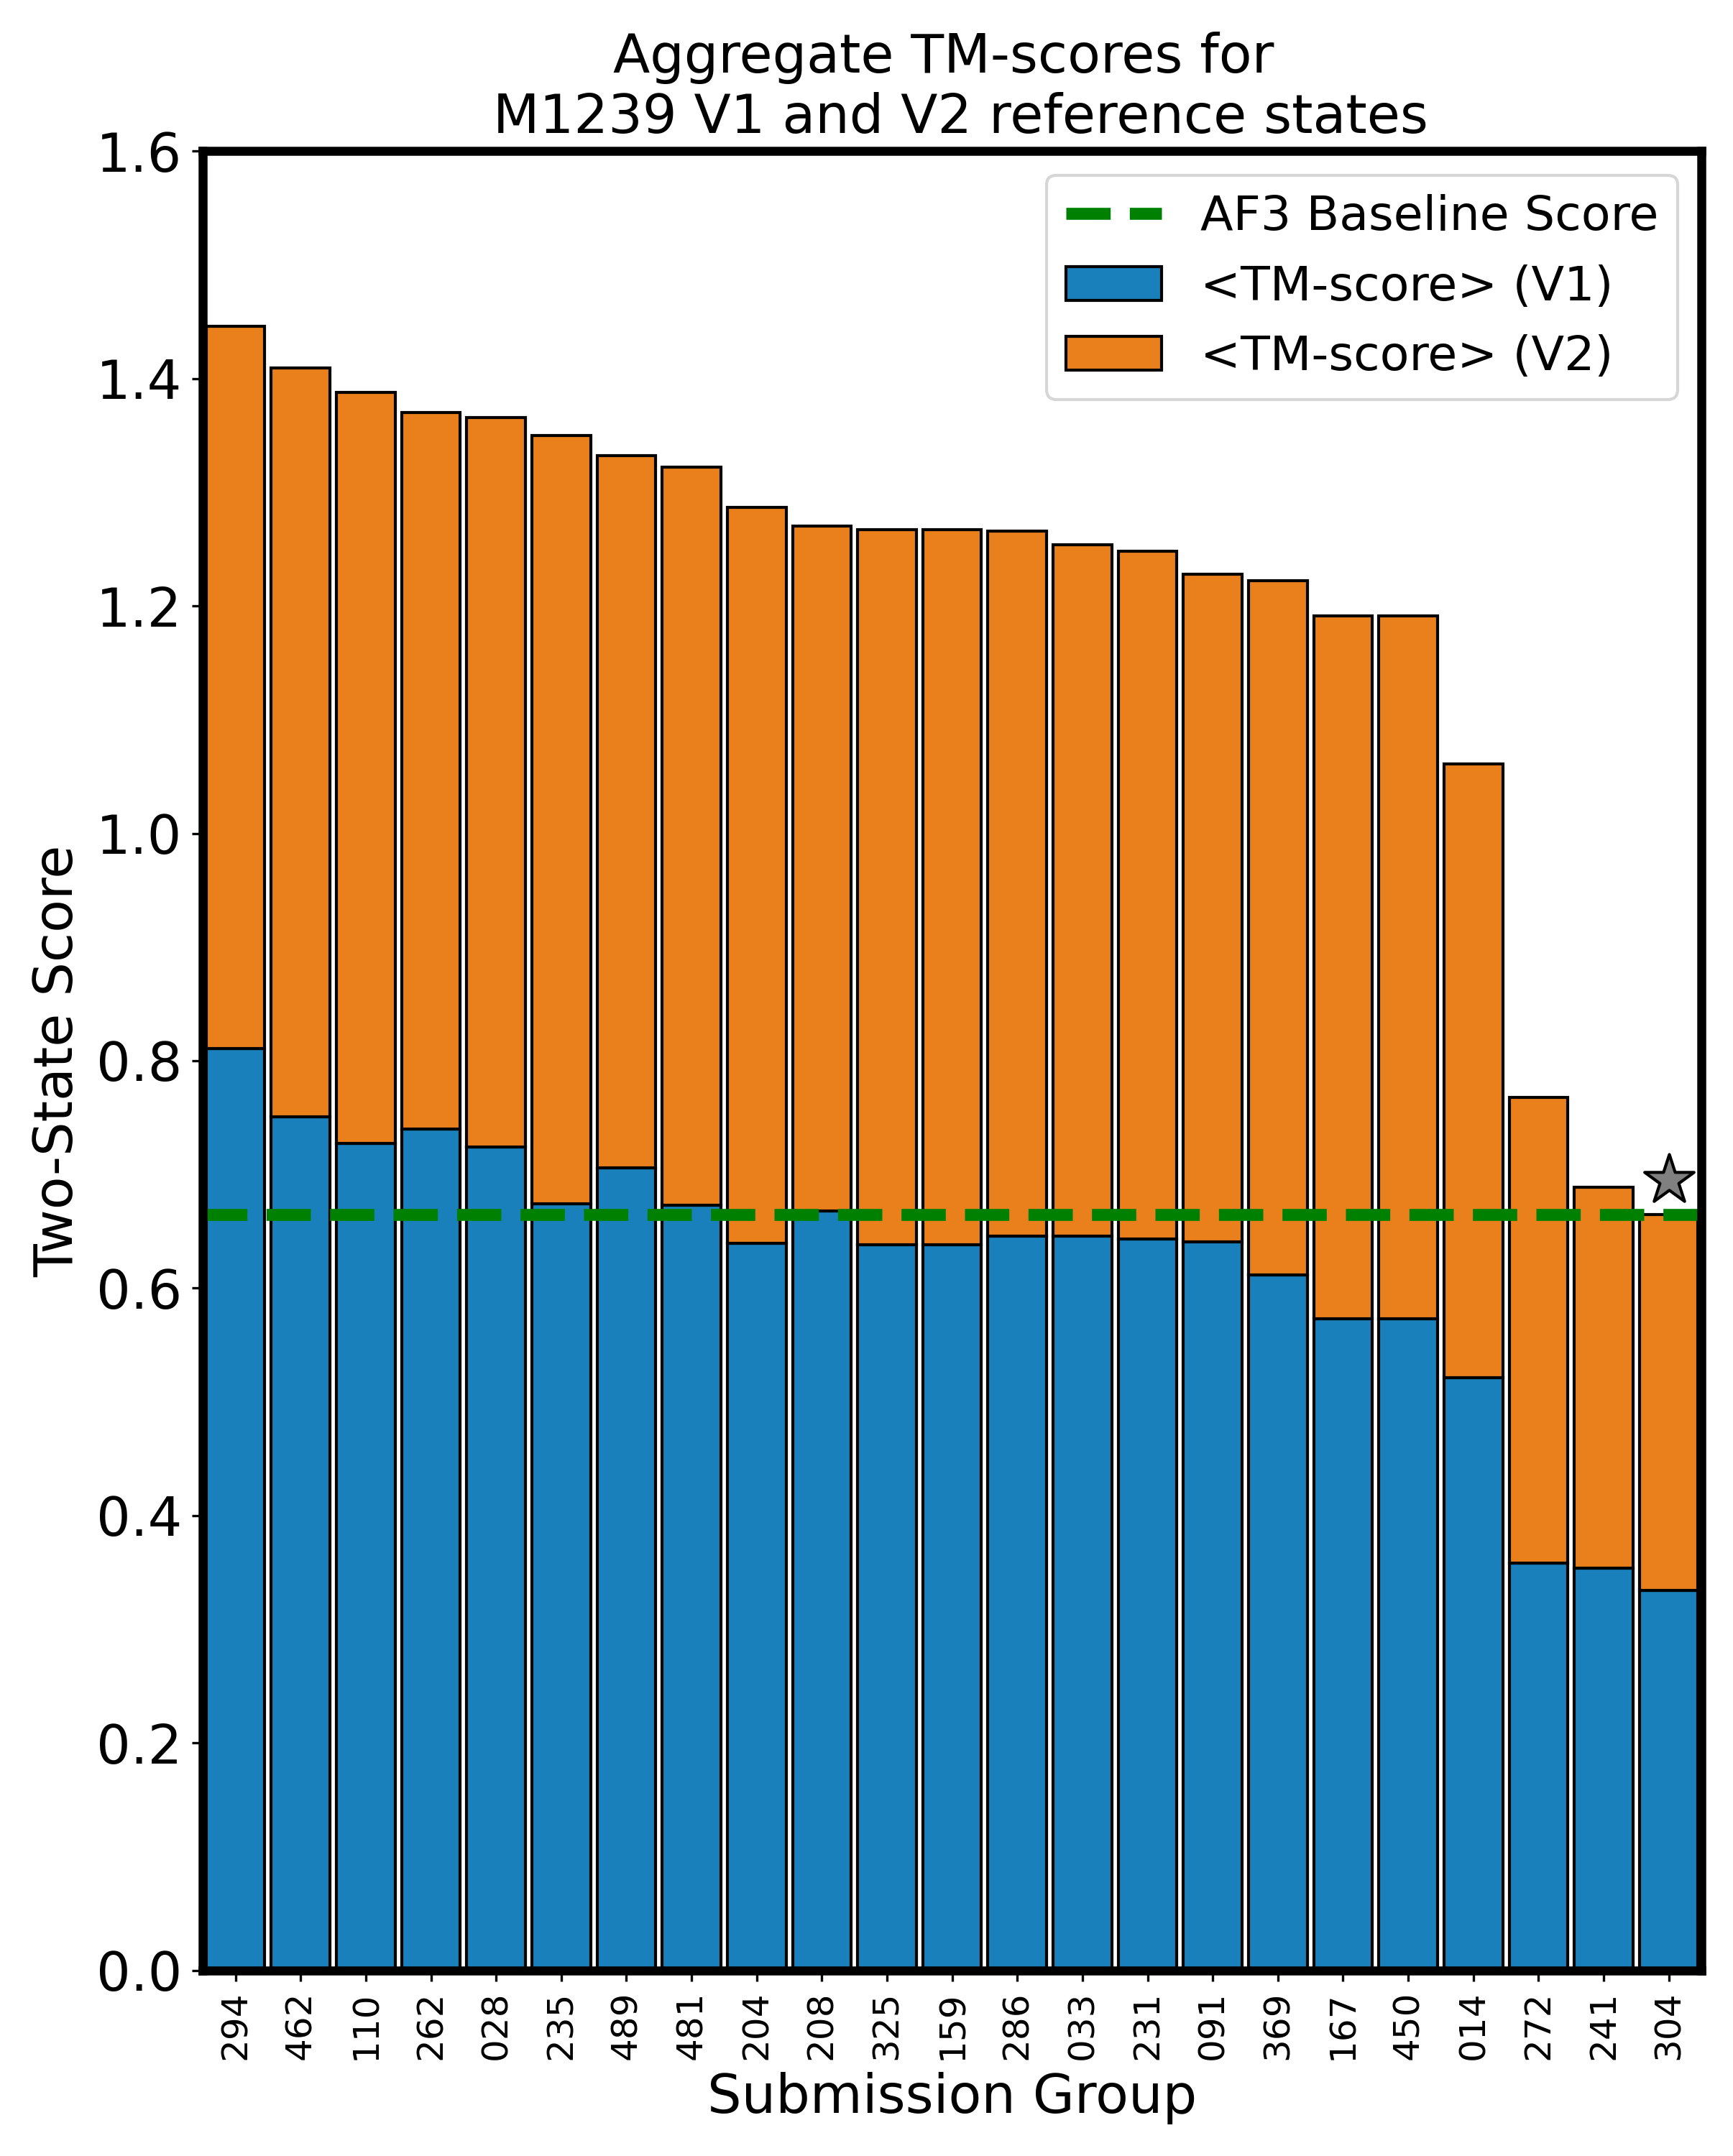 Aggregate TM-scores for
M1239 V1 and V2 reference states
AF3 Baseline Score
<TM-score> (V1)
<TM-score> (V2)
Two-State Score
1.6
1.4
1.2
1.0
0.8
0.6
0.4
0.2
0.0
294 462 110 262 028 235 489 481 204 208 325 159 286 033 231 091 369 167 450 014 272 241 304
Submission Group